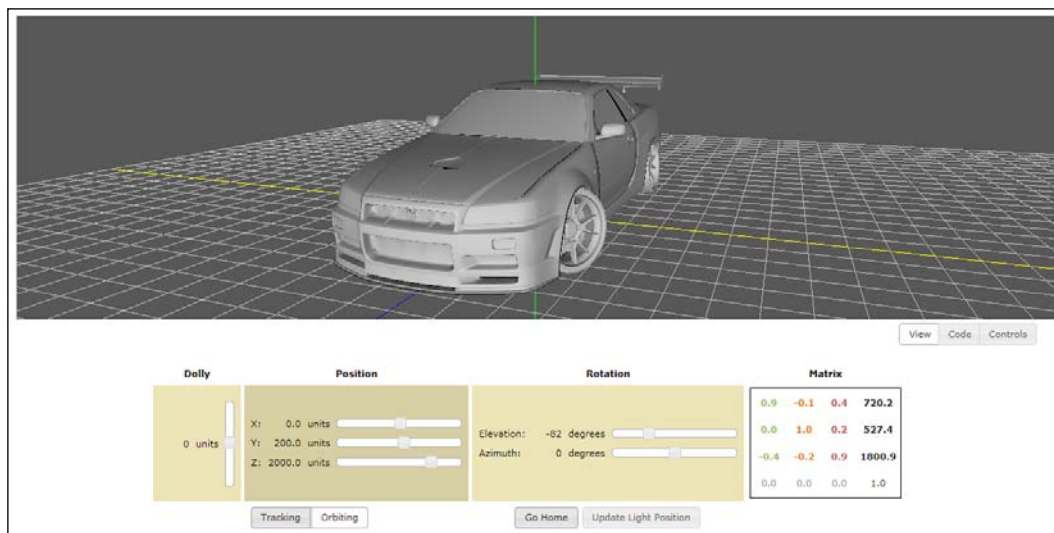 View Code Controls
Dolly Position Rotation Matrix
0 units
X: 0.0 units
Y: 200.0 units
Z: 2000.0 units
Elevation: -82 degrees
Azimuth: 0 degrees
0.9 -0.1 0.4 720.2
0.0 1.0 0.2 527.4
-0.4 -0.2 0.9 1800.9
0.0 0.0 0.0 1.0
Tracking Orbiting Go Home Update Light Position